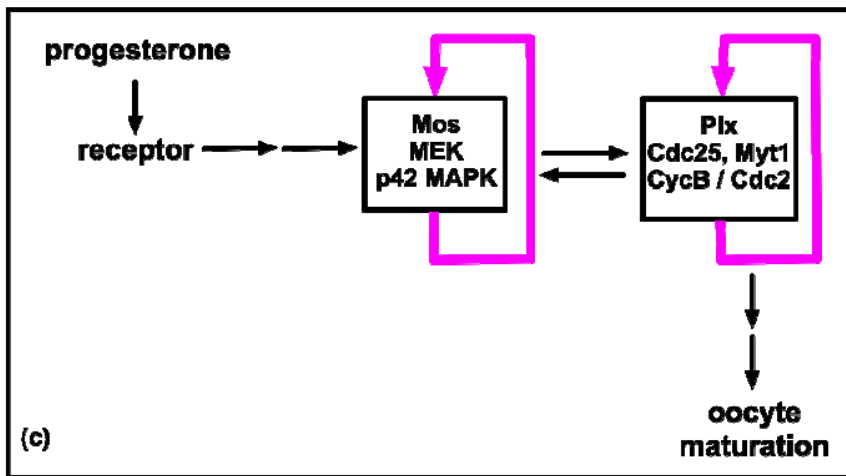 progesterone
receptor
Mos
MEK
p42 MAPK
Plx
Cdc25, Myt1
CycB / Cdc2
oocyte
maturation
(c)